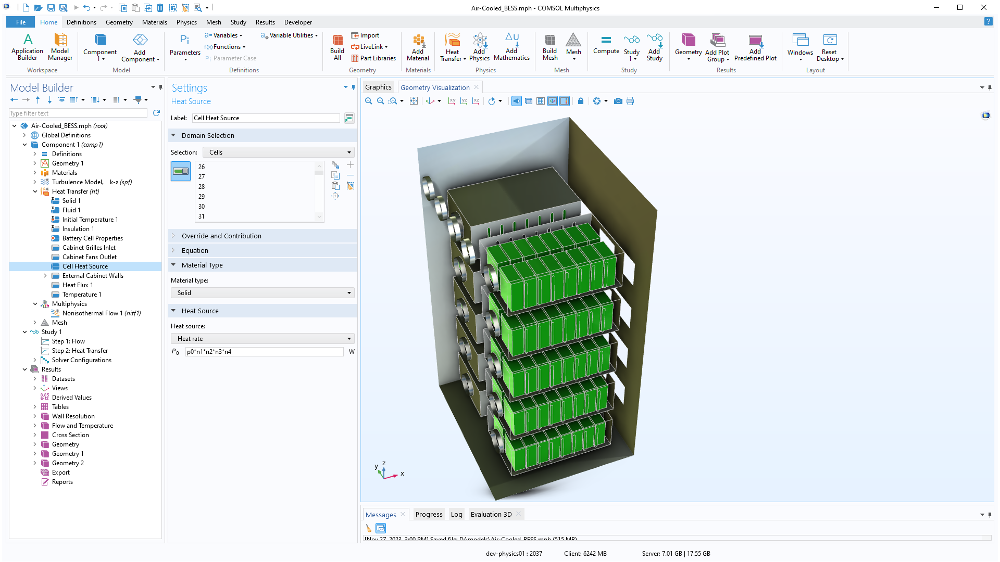 Air-Cooled_BESS.mph - COMSOL Multiphysics
File Home Definitions Geometry Materials Physics Mesh Study Results Developer
?
Application Builder
Model Manager
Workspace
Component 1
Add Component
Model
Pi
Parameters
a= Variables
f(x) Functions
Pi Parameter Case
a= Variable Utilities
Definitions
Build All
Import
LiveLink
Part Libraries
Geometry
Add Material
Materials
Heat Transfer
Add Physics
ΔU
Add Mathematics
Physics
Build Mesh
Mesh
Mesh
Compute
Study 1
Add Study
Study
Geometry
Add Plot Group
Add Predefined Plot
Results
Windows
Reset Desktop
Layout
Model Builder
Type filter text
Air-Cooled_BESS.mph (root)
Global Definitions
Component 1 (comp1)
Definitions
Geometry 1
Materials
Turbulence Model, k-ε (spf)
Heat Transfer (ht)
Solid 1
Fluid 1
Initial Temperature 1
Insulation 1
Battery Cell Properties
Cabinet Grilles Inlet
Cabinet Fans Outlet
Cell Heat Source
External Cabinet Walls
Heat Flux 1
Temperature 1
Multiphysics
Nonisothermal Flow 1 (nitf1)
Mesh
Study 1
Step 1: Flow
Step 2: Heat Transfer
Solver Configurations
Results
Datasets
Views
8.85
e-12
Derived Values
Tables
Wall Resolution
Flow and Temperature
Cross Section
Geometry
Geometry 1
Geometry 2
Export
Reports
Settings
Heat Source
Label: Cell Heat Source
Domain Selection
Selection: Cells
26
27
28
29
30
31
Override and Contribution
Equation
Material Type
Material type:
Solid
Heat Source
Heat source:
Heat rate
P0 p0*n1*n2*n3*n4 W
Graphics Geometry Visualization
xy yz xz
y z x
Messages Progress Log Evaluation 3D
[Nov 27, 2023, 3:00 PM] Saved file: D:\models\Air-Cooled_BESS.mph (515 MB)
dev-physics01 : 2037 Client: 6242 MB Server: 7.01 GB | 17.55 GB